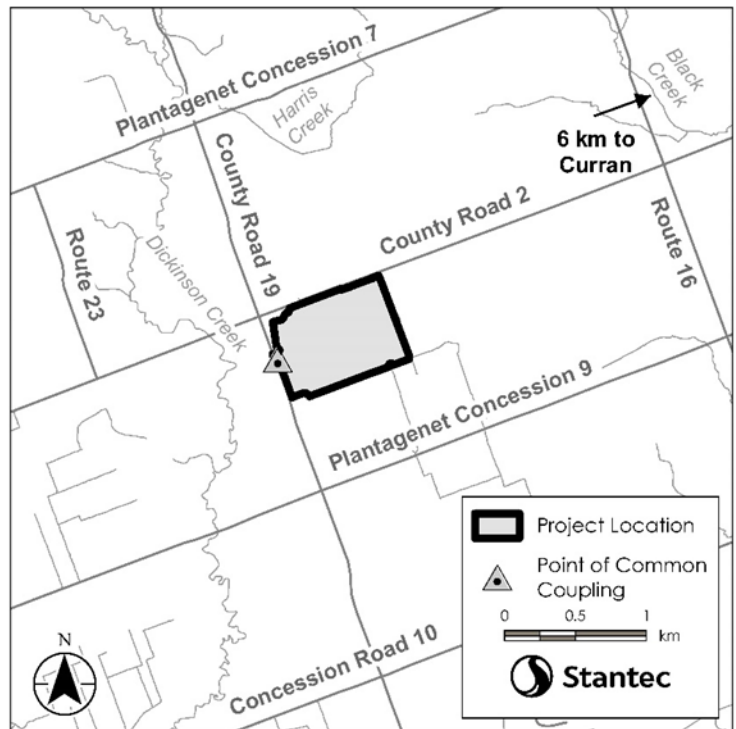 Plantagenet Concession 7
Harris
Creek
Black
Creek
6 km to
Curran
County Road 19
County Road 2
Route 23
Dickinson Creek
Route 16
Plantagenet Concession 9
Project Location
Point of Common
Coupling
0 0.5 1
km
N
Concession Road 10
Stantec